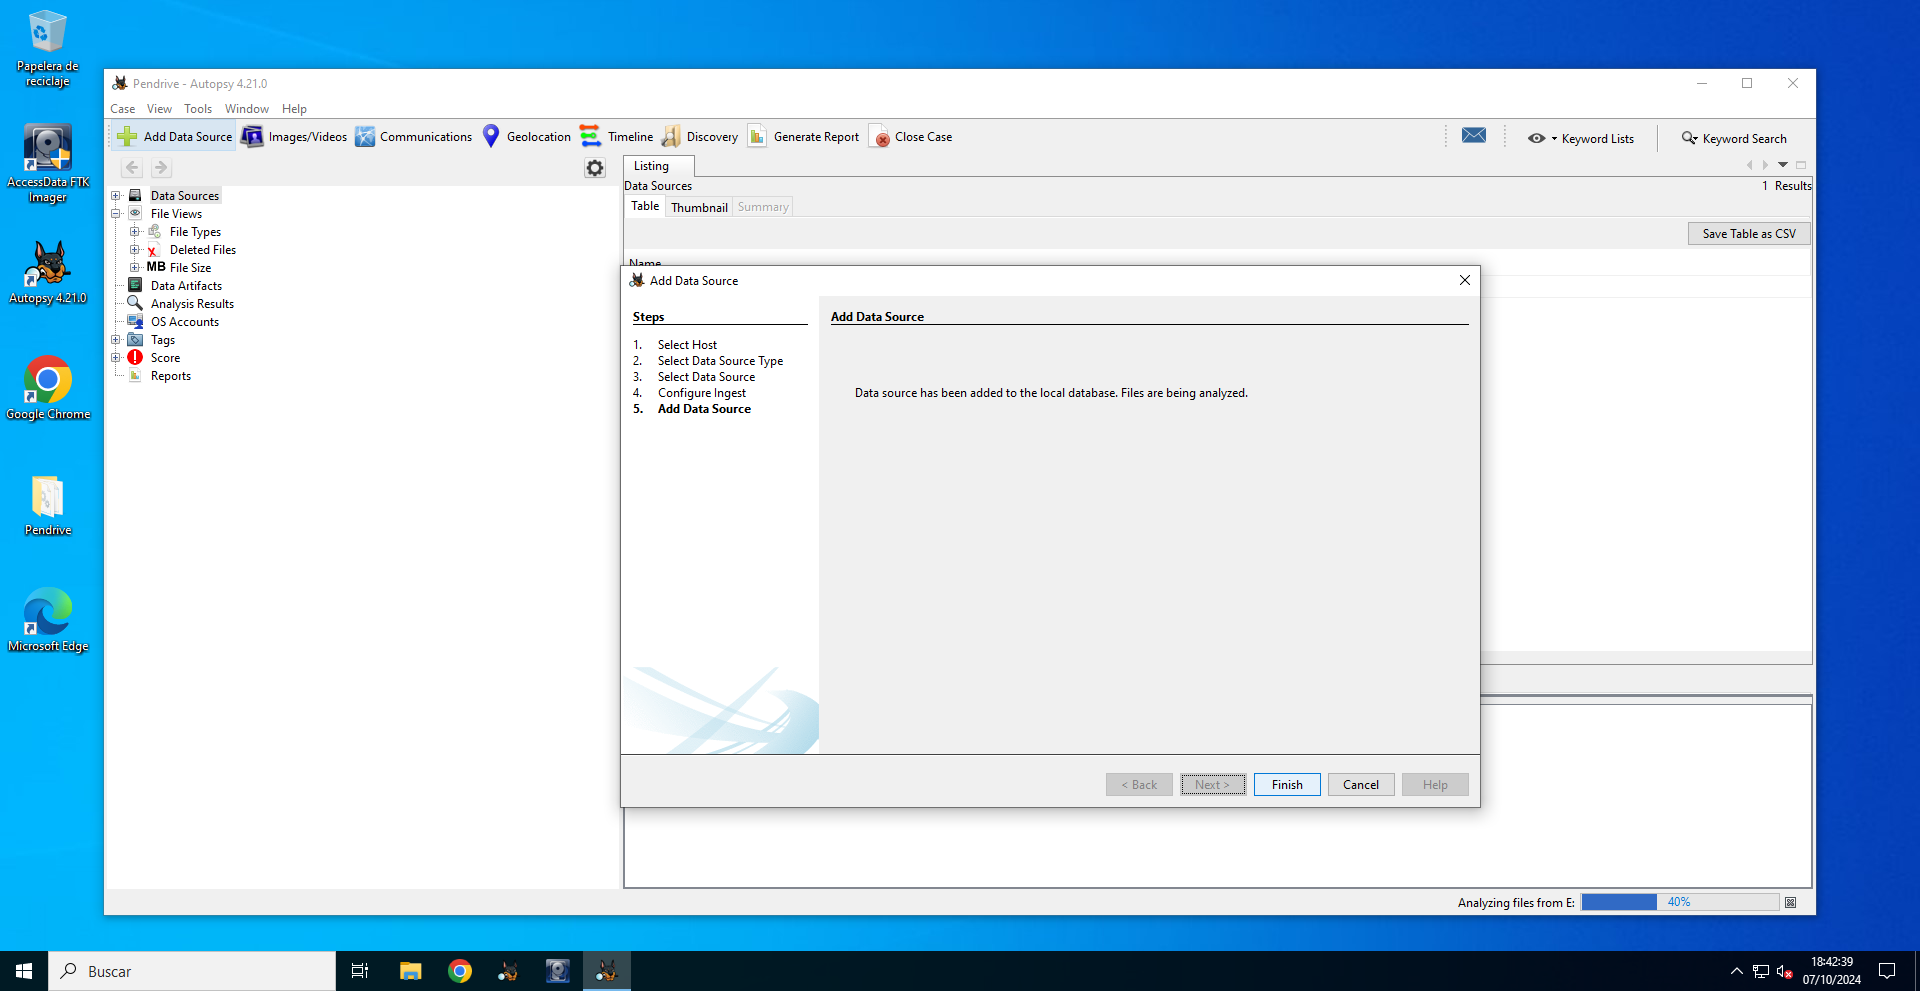 Papelera de
reciclaje
AccessData FTK
Imager
Autopsy 4.21.0
Google Chrome
Pendrive
Microsoft Edge
Pendrive - Autopsy 4.21.0
Case View Tools Window Help
Add Data Source Images/Videos Communications Geolocation Timeline Discovery Generate Report Close Case Keyword Lists Keyword Search
Data Sources
File Views
File Types
Deleted Files
MB File Size
Data Artifacts
Analysis Results
OS Accounts
Tags
Score
Reports
Listing
Data Sources 1 Results
Table Thumbnail Summary
Save Table as CSV
Name
Add Data Source
Steps
1. Select Host
2. Select Data Source Type
3. Select Data Source
4. Configure Ingest
5. Add Data Source
Add Data Source
Data source has been added to the local database. Files are being analyzed.
< Back Next > Finish Cancel Help
Analyzing files from E: 40%
Buscar
18:42:39
07/10/2024